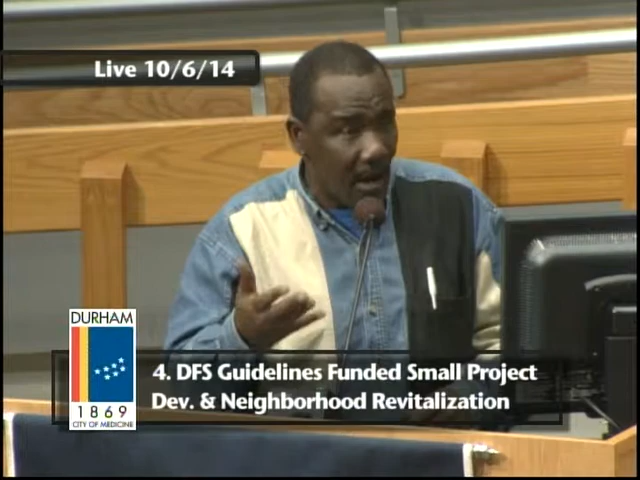 Live 10/6/14
DURHAM
1869
CITY OF MEDICINE
4. DFS Guidelines Funded Small Project
Dev. & Neighborhood Revitalization